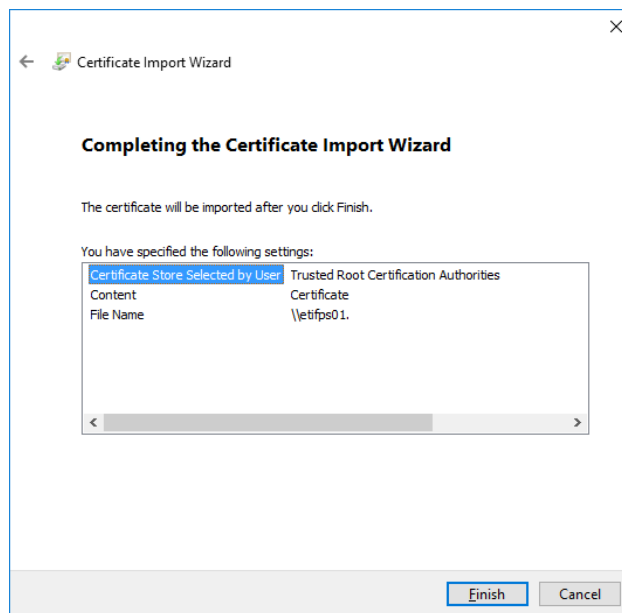 Certificate Import Wizard
Completing the Certificate Import Wizard
The certificate will be imported after you click Finish.
You have specified the following settings:
Certificate Store Selected by User Trusted Root Certification Authorities
Content Certificate
File Name \\etifps01.
Finish Cancel